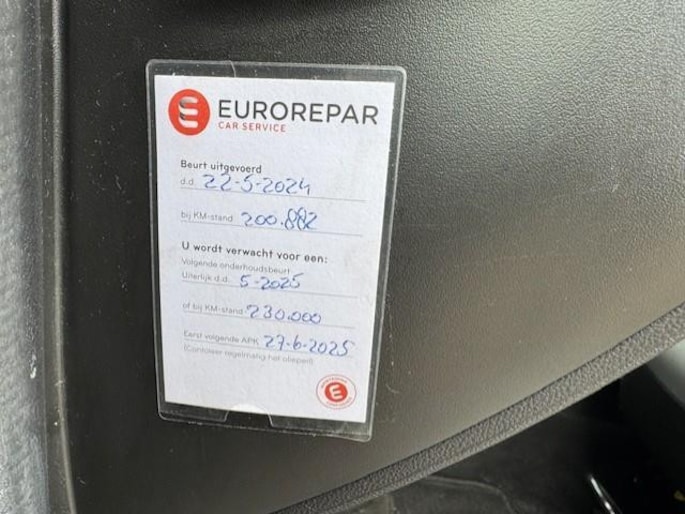 EUROREPAR
CAR SERVICE
Beurt uitgevoerd
d.d. 22-5-2024
bij KM-stand 200.882
U wordt verwacht voor een:
Volgende onderhoudsbeurt
Uiterlijk d.d. 5-2025
of bij KM-stand 230.000
Eerst volgende APK 27-6-2025
(Controleer regelmatig het oliepeil)